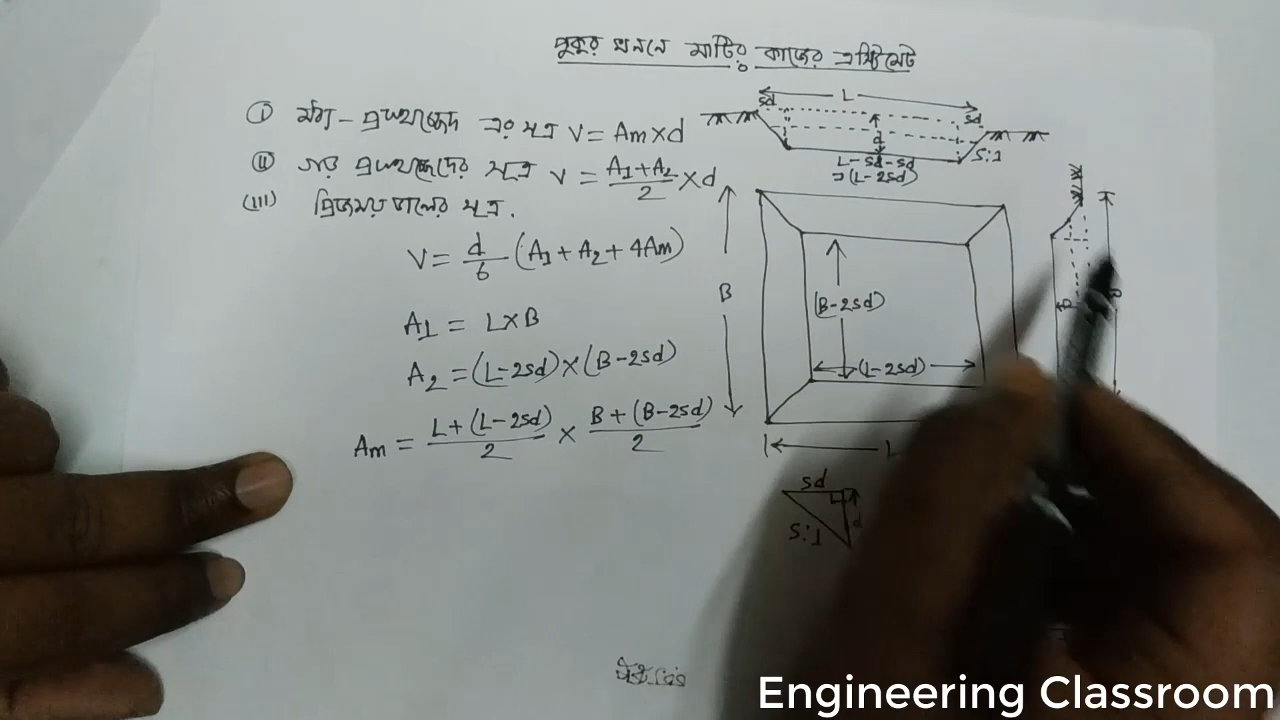 পুকুর খননে মাটির কাজের এস্টিমেট
(i) মধ্য - প্রস্থচ্ছেদ এর সূত্র V = Am×d
(ii) গড় প্রস্থচ্ছেদের সূত্র V = (A1+A2)/2 ×d
(iii) প্রিজময়ডালের সূত্র.
V = d/6 (A1 + A2 + 4Am)
A1 = L×B
A2 = (L-2sd)×(B-2sd)
Am = (L+(L-2sd))/2 × (B+(B-2sd))/2
L
sd
sd
d
1:S
L-sd-sd
=(L-2sd)
B
(B-2sd)
(L-2sd)
L
d
B
sd
d
1:S
Engineering Classroom